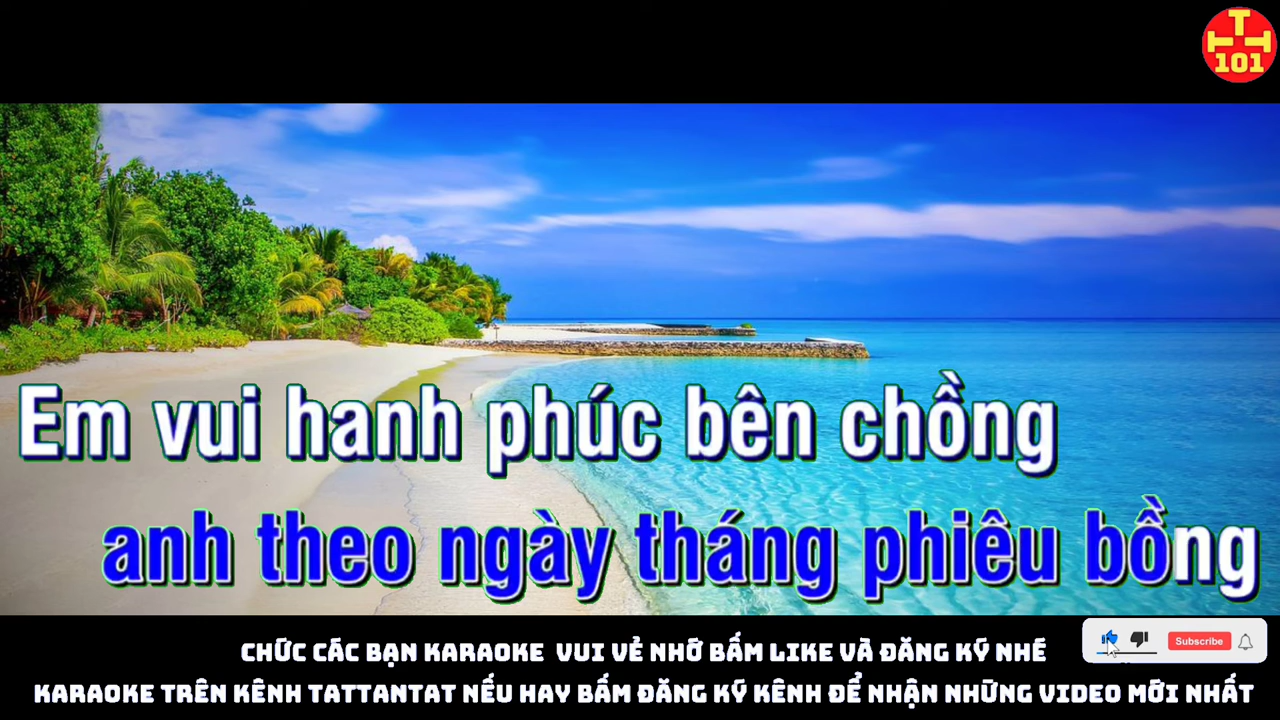 T
T T
101
Em vui hanh phúc bên chồng
anh theo ngày tháng phiêu bồng
CHỨC CÁC BẠN KARAOKE VUI VẺ NHỠ BẤM LIKE VÀ ĐĂNG KÝ NHÉ
Subscribe
KARAOKE TRÊN KÊNH TATTANTAT NẾU HAY BẤM ĐĂNG KÝ KÊNH ĐỂ NHẬN NHỮNG VIDEO MỚI NHẤT